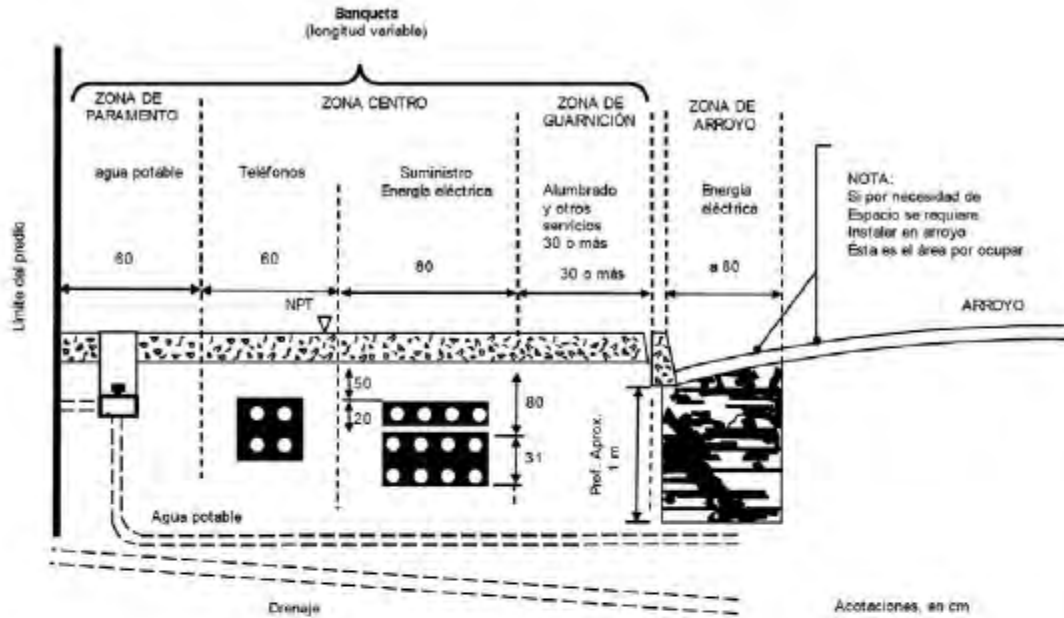 Banqueta
(longitud variable)
ZONA DE
PARAMENTO
ZONA CENTRO
ZONA DE
GUARNICIÓN
ZONA DE
ARROYO
agua potable
Teléfonos
Suministro
Energía eléctrica
Alumbrado
y otros
servicios
30 o más
Energía
eléctrica
NOTA:
Si por necesidad de
Espacio se requiere
Instalar en arroyo
Ésta es el área por ocupar
Límite del predio
60
60
80
30 o más
a 80
NPT
ARROYO
50
20
80
31
Prof. Aprox.
1 m
Agua potable
Drenaje
Acotaciones, en cm